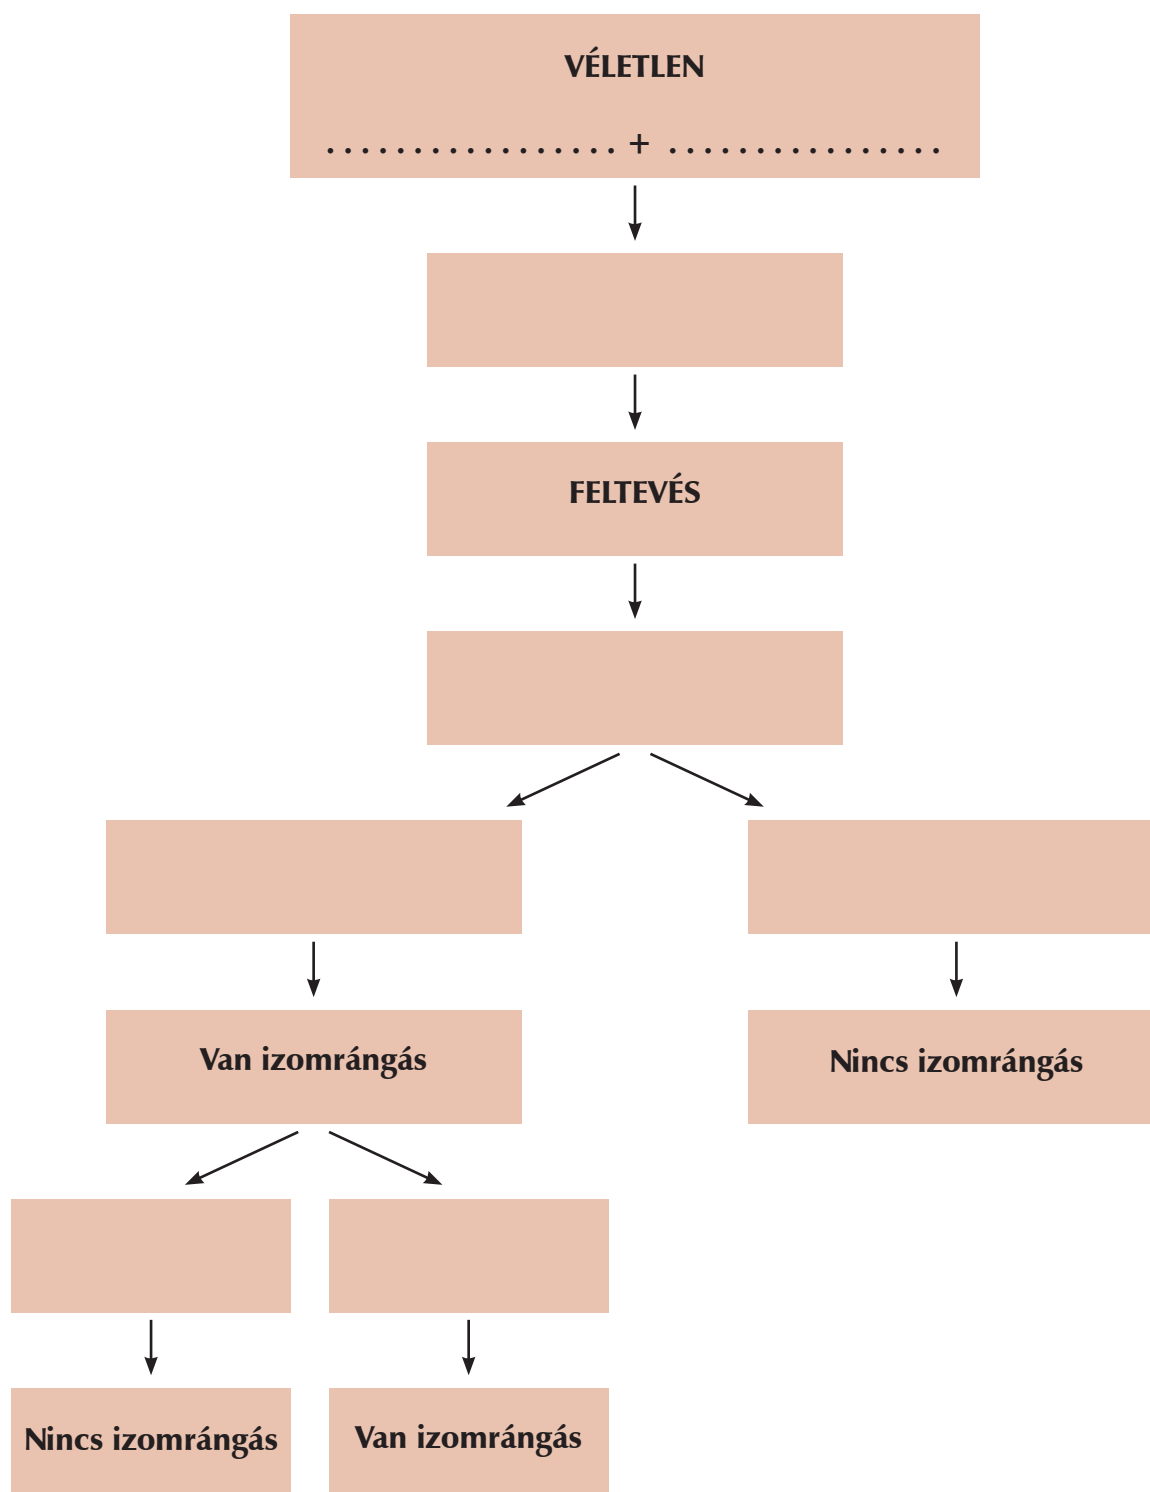 VÉLETLEN
................. + ................
FELTEVÉS
Van izomrángás
Nincs izomrángás
Nincs izomrángás
Van izomrángás